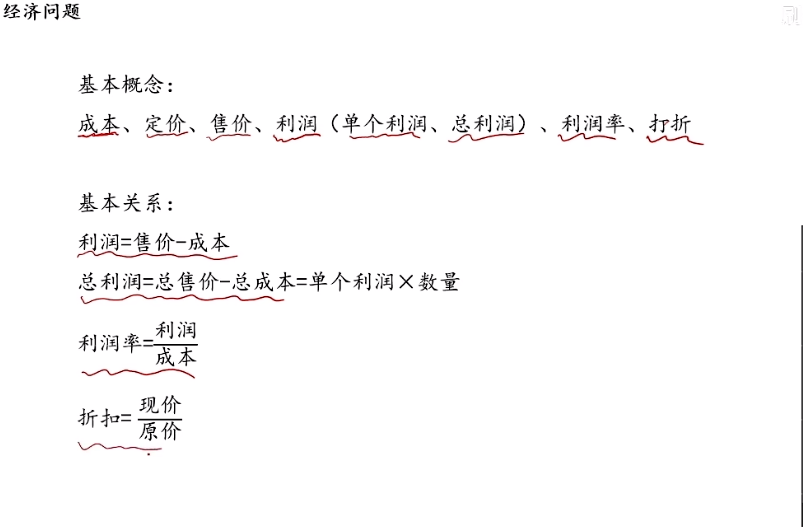 经济问题
基本概念：
成本、定价、售价、利润（单个利润、总利润）、利润率、打折
基本关系：
利润=售价-成本
总利润=总售价-总成本=单个利润×数量
利润率=利润/成本
折扣=现价/原价